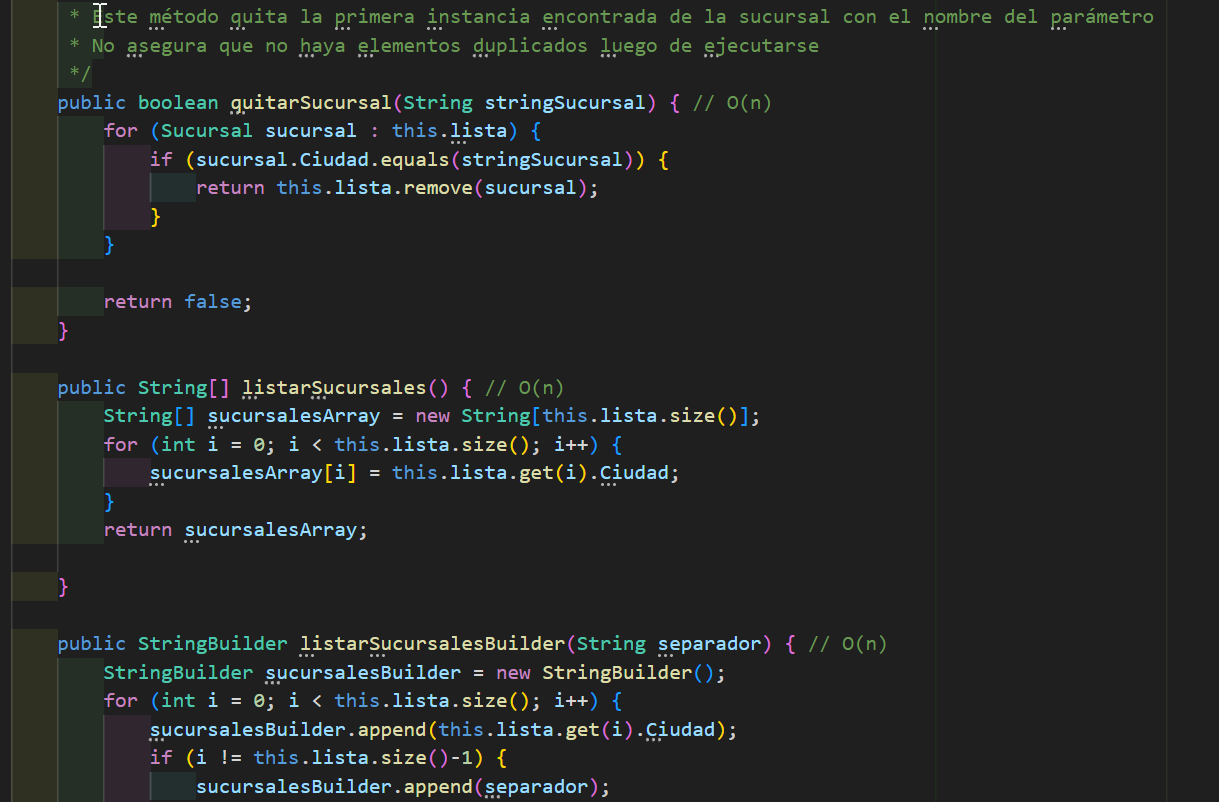 * Este método quita la primera instancia encontrada de la sucursal con el nombre del parámetro
* No asegura que no haya elementos duplicados luego de ejecutarse
*/
public boolean quitarSucursal(String stringSucursal) { // O(n)
for (Sucursal sucursal : this.lista) {
if (sucursal.Ciudad.equals(stringSucursal)) {
return this.lista.remove(sucursal);
}
}
return false;
}
public String[] listarSucursales() { // O(n)
String[] sucursalesArray = new String[this.lista.size()];
for (int i = 0; i < this.lista.size(); i++) {
sucursalesArray[i] = this.lista.get(i).Ciudad;
}
return sucursalesArray;
}
public StringBuilder listarSucursalesBuilder(String separador) { // O(n)
StringBuilder sucursalesBuilder = new StringBuilder();
for (int i = 0; i < this.lista.size(); i++) {
sucursalesBuilder.append(this.lista.get(i).Ciudad);
if (i != this.lista.size()-1) {
sucursalesBuilder.append(separador);